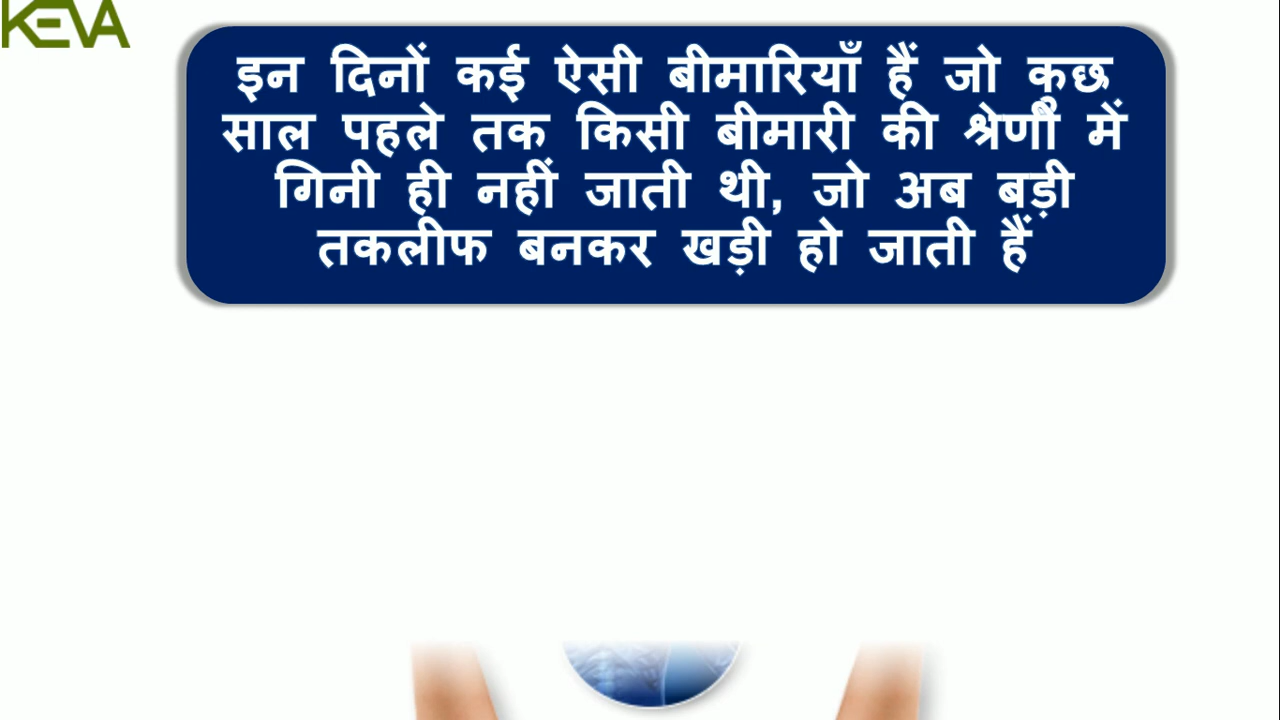 KEVA
इन दिनों कई ऐसी बीमारियाँ हैं जो कुछ
साल पहले तक किसी बीमारी की श्रेणी में
गिनी ही नहीं जाती थी, जो अब बड़ी
तकलीफ बनकर खड़ी हो जाती हैं